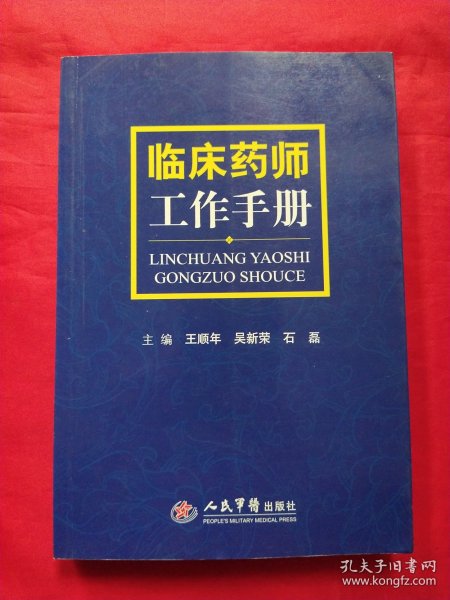 临床药师
工作手册
LINCHUANG YAOSHI
GONGZUO SHOUCE
主编 王顺年 吴新荣 石磊
人民军医出版社
PEOPLE'S MILITARY MEDICAL PRESS
孔夫子旧书网
www.kongfz.com